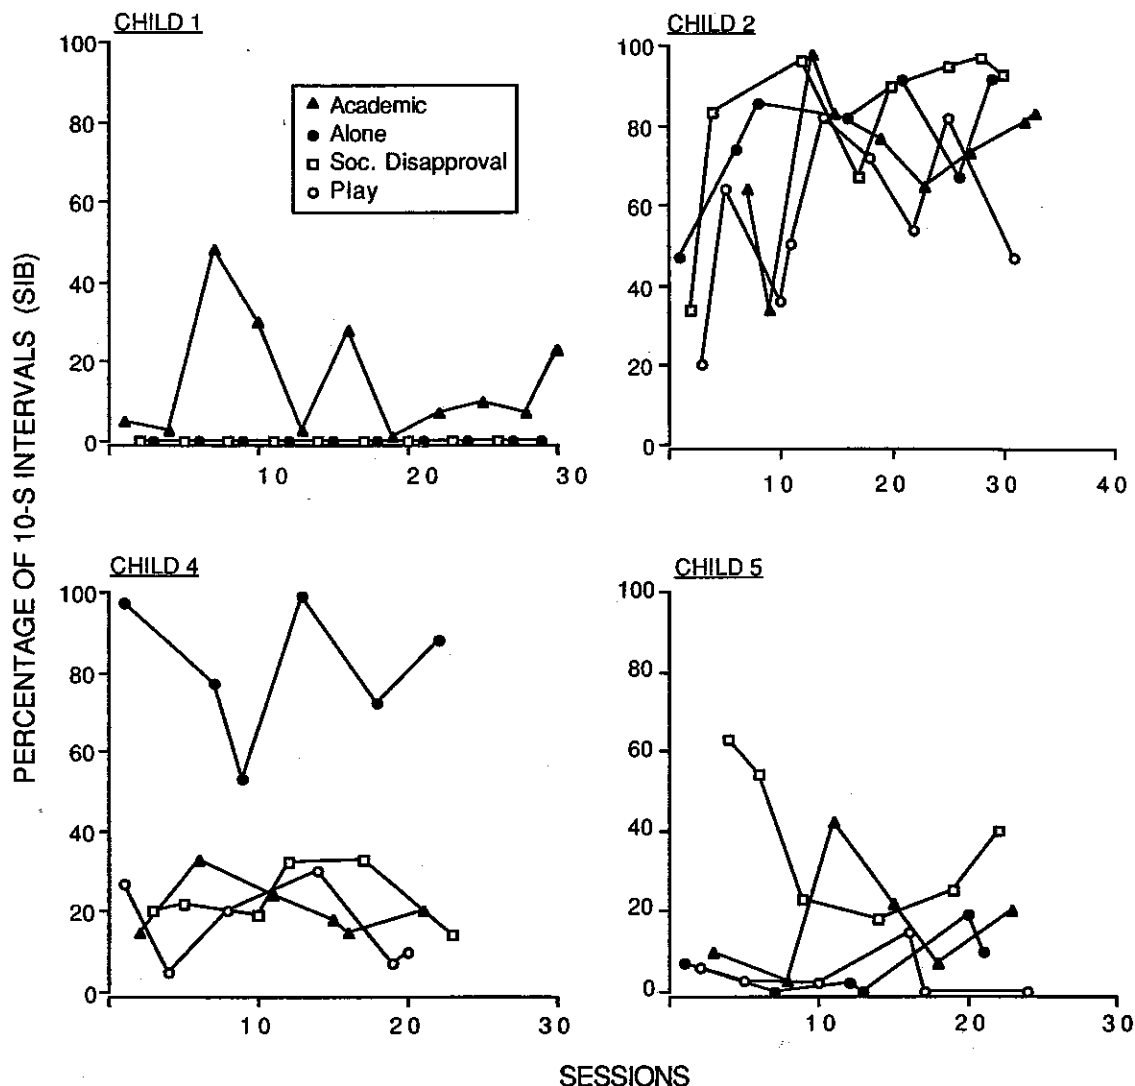 CHILD 1
100
80
60
40
20
0
10 20 30
Academic
Alone
Soc. Disapproval
Play
CHILD 2
100
80
60
40
20
0
10 20 30 40
PERCENTAGE OF 10-S INTERVALS (SIB)
CHILD 4
100
80
60
40
20
0
10 20 30
CHILD 5
100
80
60
40
20
0
10 20 30
SESSIONS